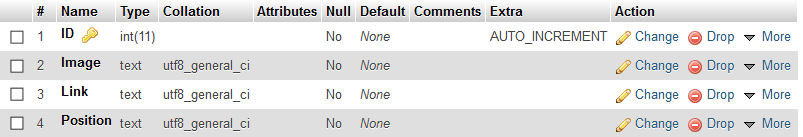 # Name Type Collation Attributes Null Default Comments Extra Action
1 ID int(11) No None AUTO_INCREMENT Change Drop More
2 Image text utf8_general_ci No None Change Drop More
3 Link text utf8_general_ci No None Change Drop More
4 Position text utf8_general_ci No None Change Drop More